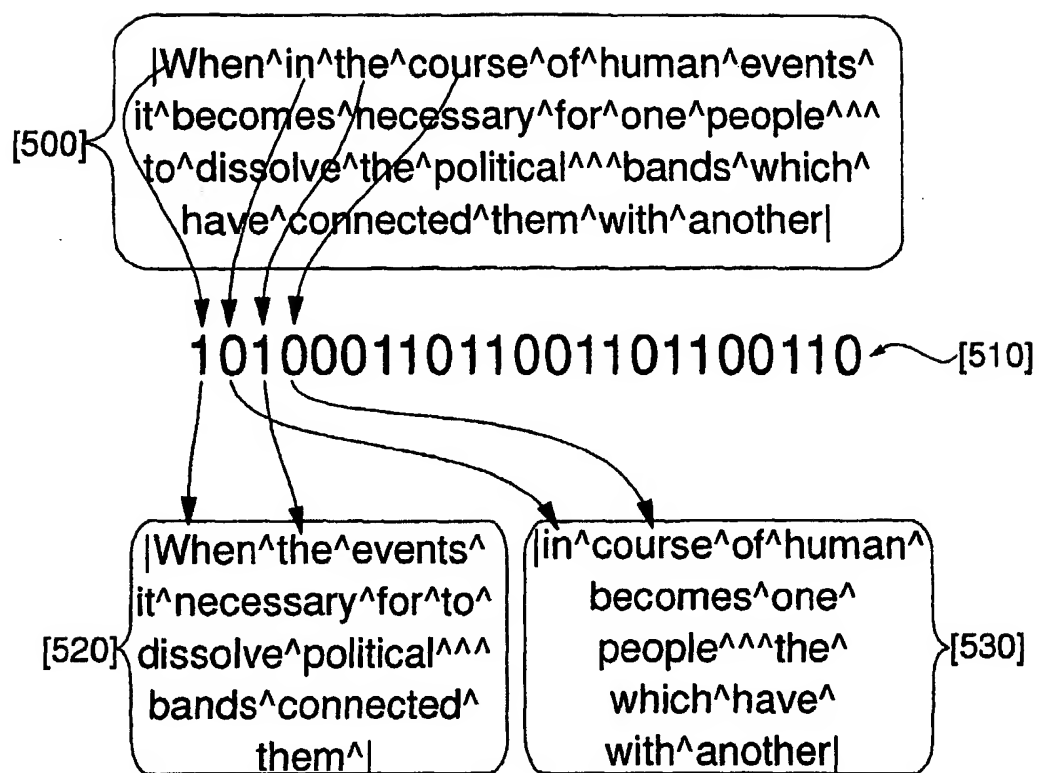 |When^in^the^course^of^human^events^
it^becomes^necessary^for^one^people^^^
[500]
to^dissolve^the^political^^^bands^which^
have^connected^them^with^another|
10100011011001101100110
[510]
|When^the^events^
it^necessary^for^to^
[520]
dissolve^political^^^
bands^connected^
them^|
|in^course^of^human^
becomes^one^
people^^^the^
[530]
which^have^
with^another|